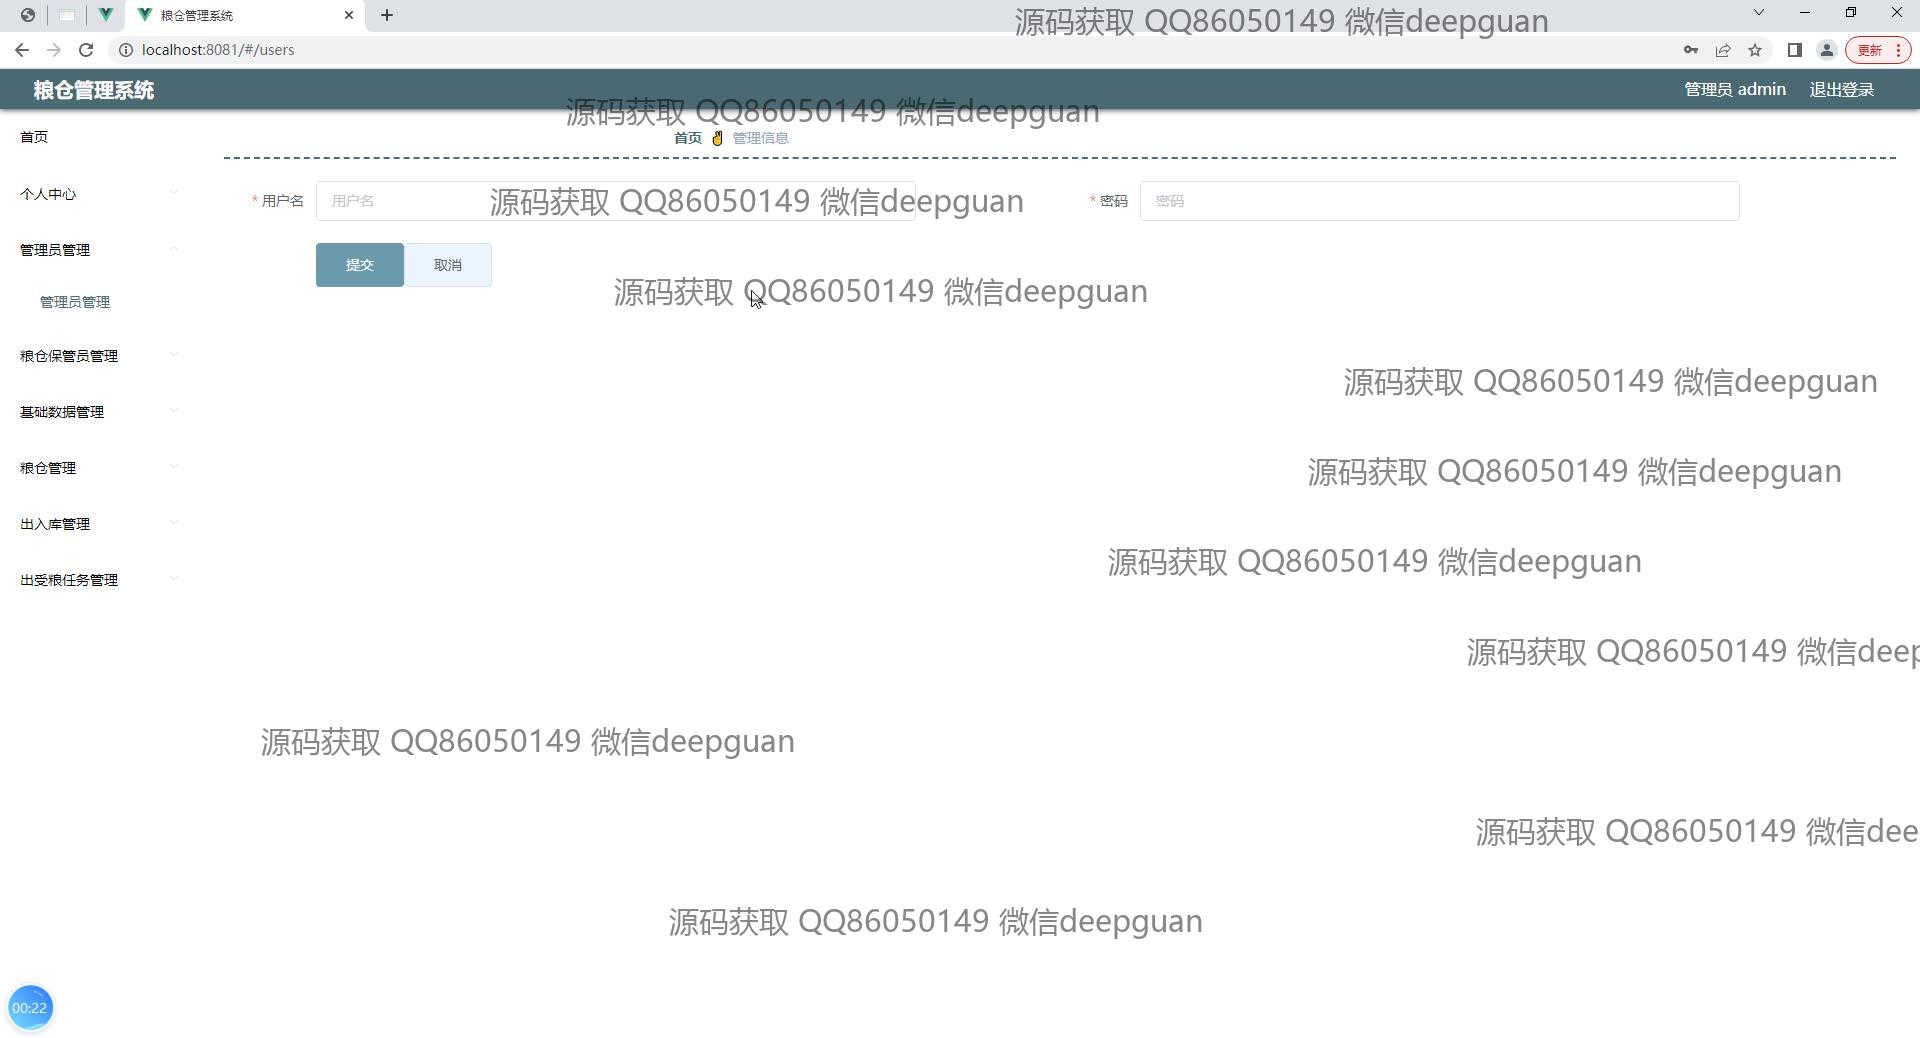 粮仓管理系统
源码获取 QQ86050149 微信deepguan
localhost:8081/#/users
更新
粮仓管理系统
管理员 admin
退出登录
源码获取 QQ86050149 微信deepguan
首页
首页 ✌ 管理信息
个人中心
* 用户名
用户名
源码获取 QQ86050149 微信deepguan
* 密码
密码
管理员管理
提交
取消
管理员管理
源码获取 QQ86050149 微信deepguan
粮仓保管员管理
源码获取 QQ86050149 微信deepguan
基础数据管理
粮仓管理
源码获取 QQ86050149 微信deepguan
出入库管理
源码获取 QQ86050149 微信deepguan
出受粮任务管理
源码获取 QQ86050149 微信deep
源码获取 QQ86050149 微信deepguan
源码获取 QQ86050149 微信dee
源码获取 QQ86050149 微信deepguan
00:22